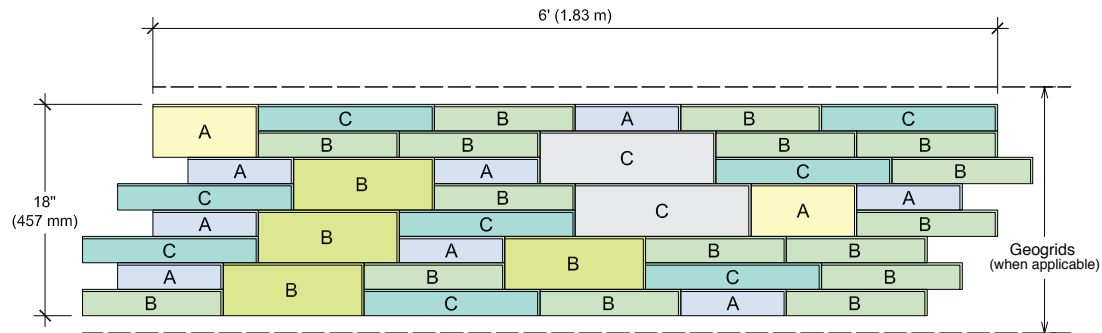 6' (1.83 m)
A C B A B C
B B C B B
A B A C B
C B C A A
A B C B
C A B B B
A B B C B
B C B A B
18"
(457 mm)
Geogrids
(when applicable)